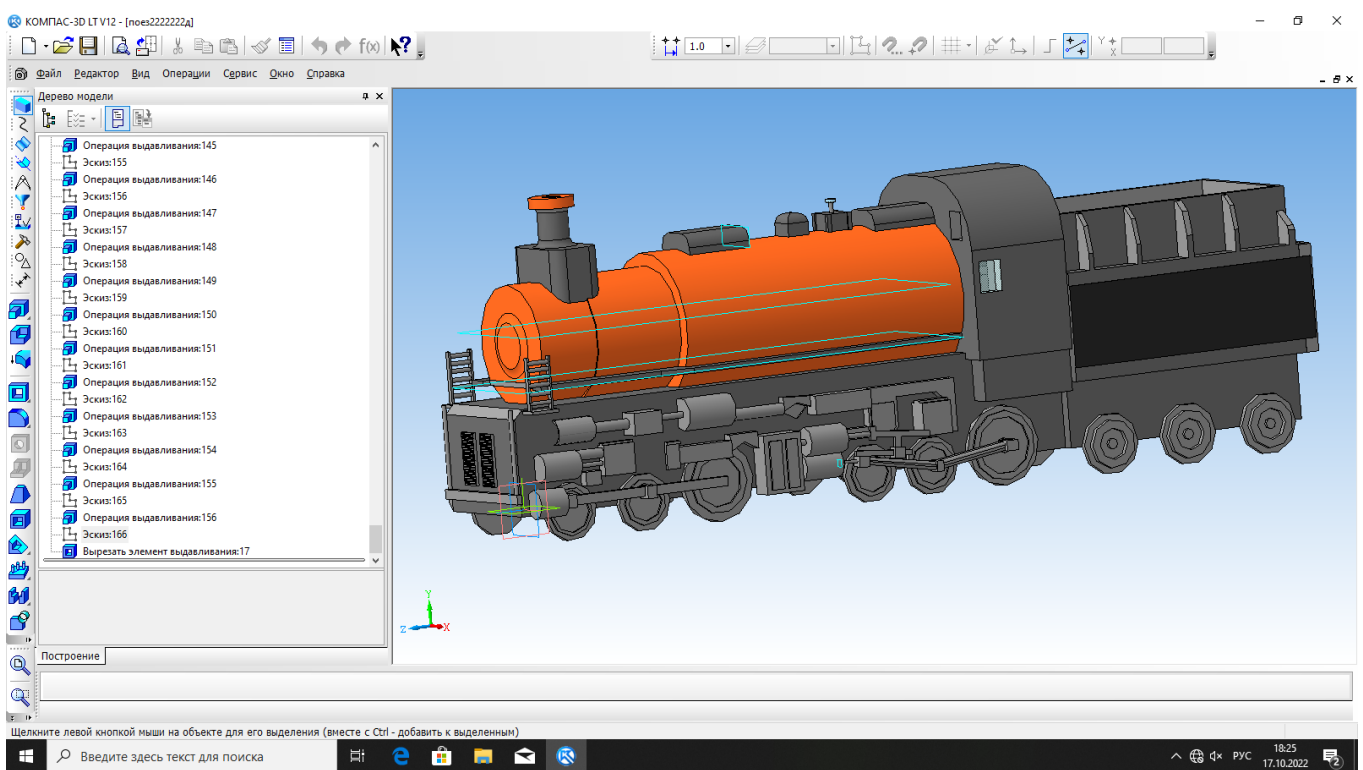 КОМПАС-3D LT V12 - [поез2222222д]
f(x)
1.0
Файл Редактор Вид Операции Сервис Окно Справка
Дерево модели
Операция выдавливания:145
Эскиз:155
Операция выдавливания:146
Эскиз:156
Операция выдавливания:147
Эскиз:157
Операция выдавливания:148
Эскиз:158
Операция выдавливания:149
Эскиз:159
Операция выдавливания:150
Эскиз:160
Операция выдавливания:151
Эскиз:161
Операция выдавливания:152
Эскиз:162
Операция выдавливания:153
Эскиз:163
Операция выдавливания:154
Эскиз:164
Операция выдавливания:155
Эскиз:165
Операция выдавливания:156
Эскиз:166
Вырезать элемент выдавливания:17
Y
Z X
Построение
Щелкните левой кнопкой мыши на объекте для его выделения (вместе с Ctrl - добавить к выделенным)
Введите здесь текст для поиска
РУС
18:25
17.10.2022
2